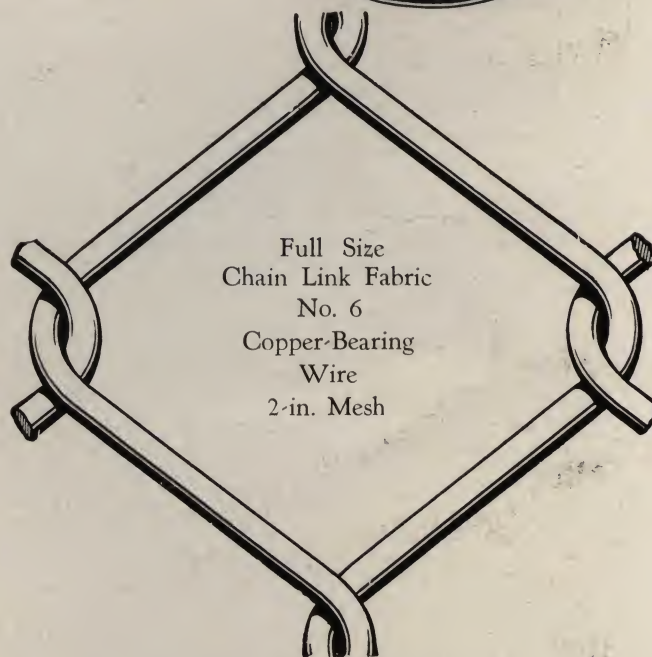 Full Size
Chain Link Fabric
No. 6
Copper-Bearing
Wire
2-in. Mesh